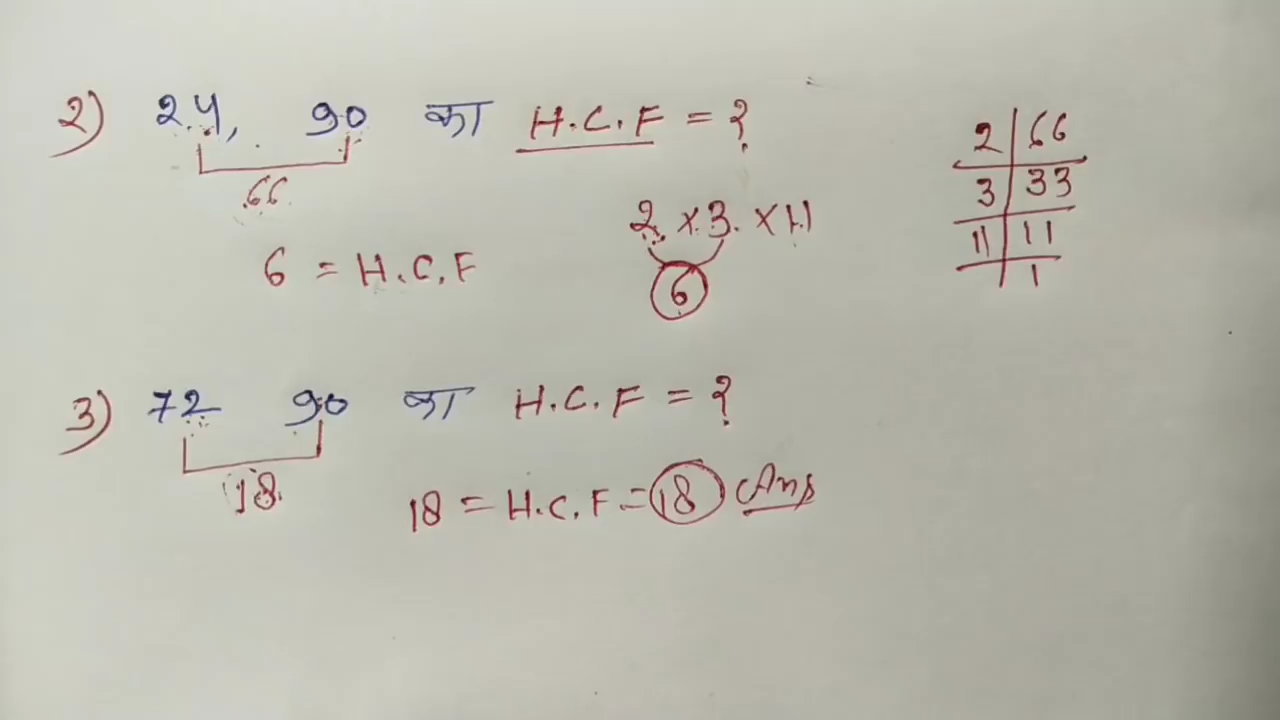 2) 24, 90 का H.C.F = ?
66
6 = H.C.F
2 × 3 × 11
6
2 | 66
3 | 33
11 | 11
1
3) 72 90 का H.C.F = ?
18
18 = H.C.F = 18 Ans